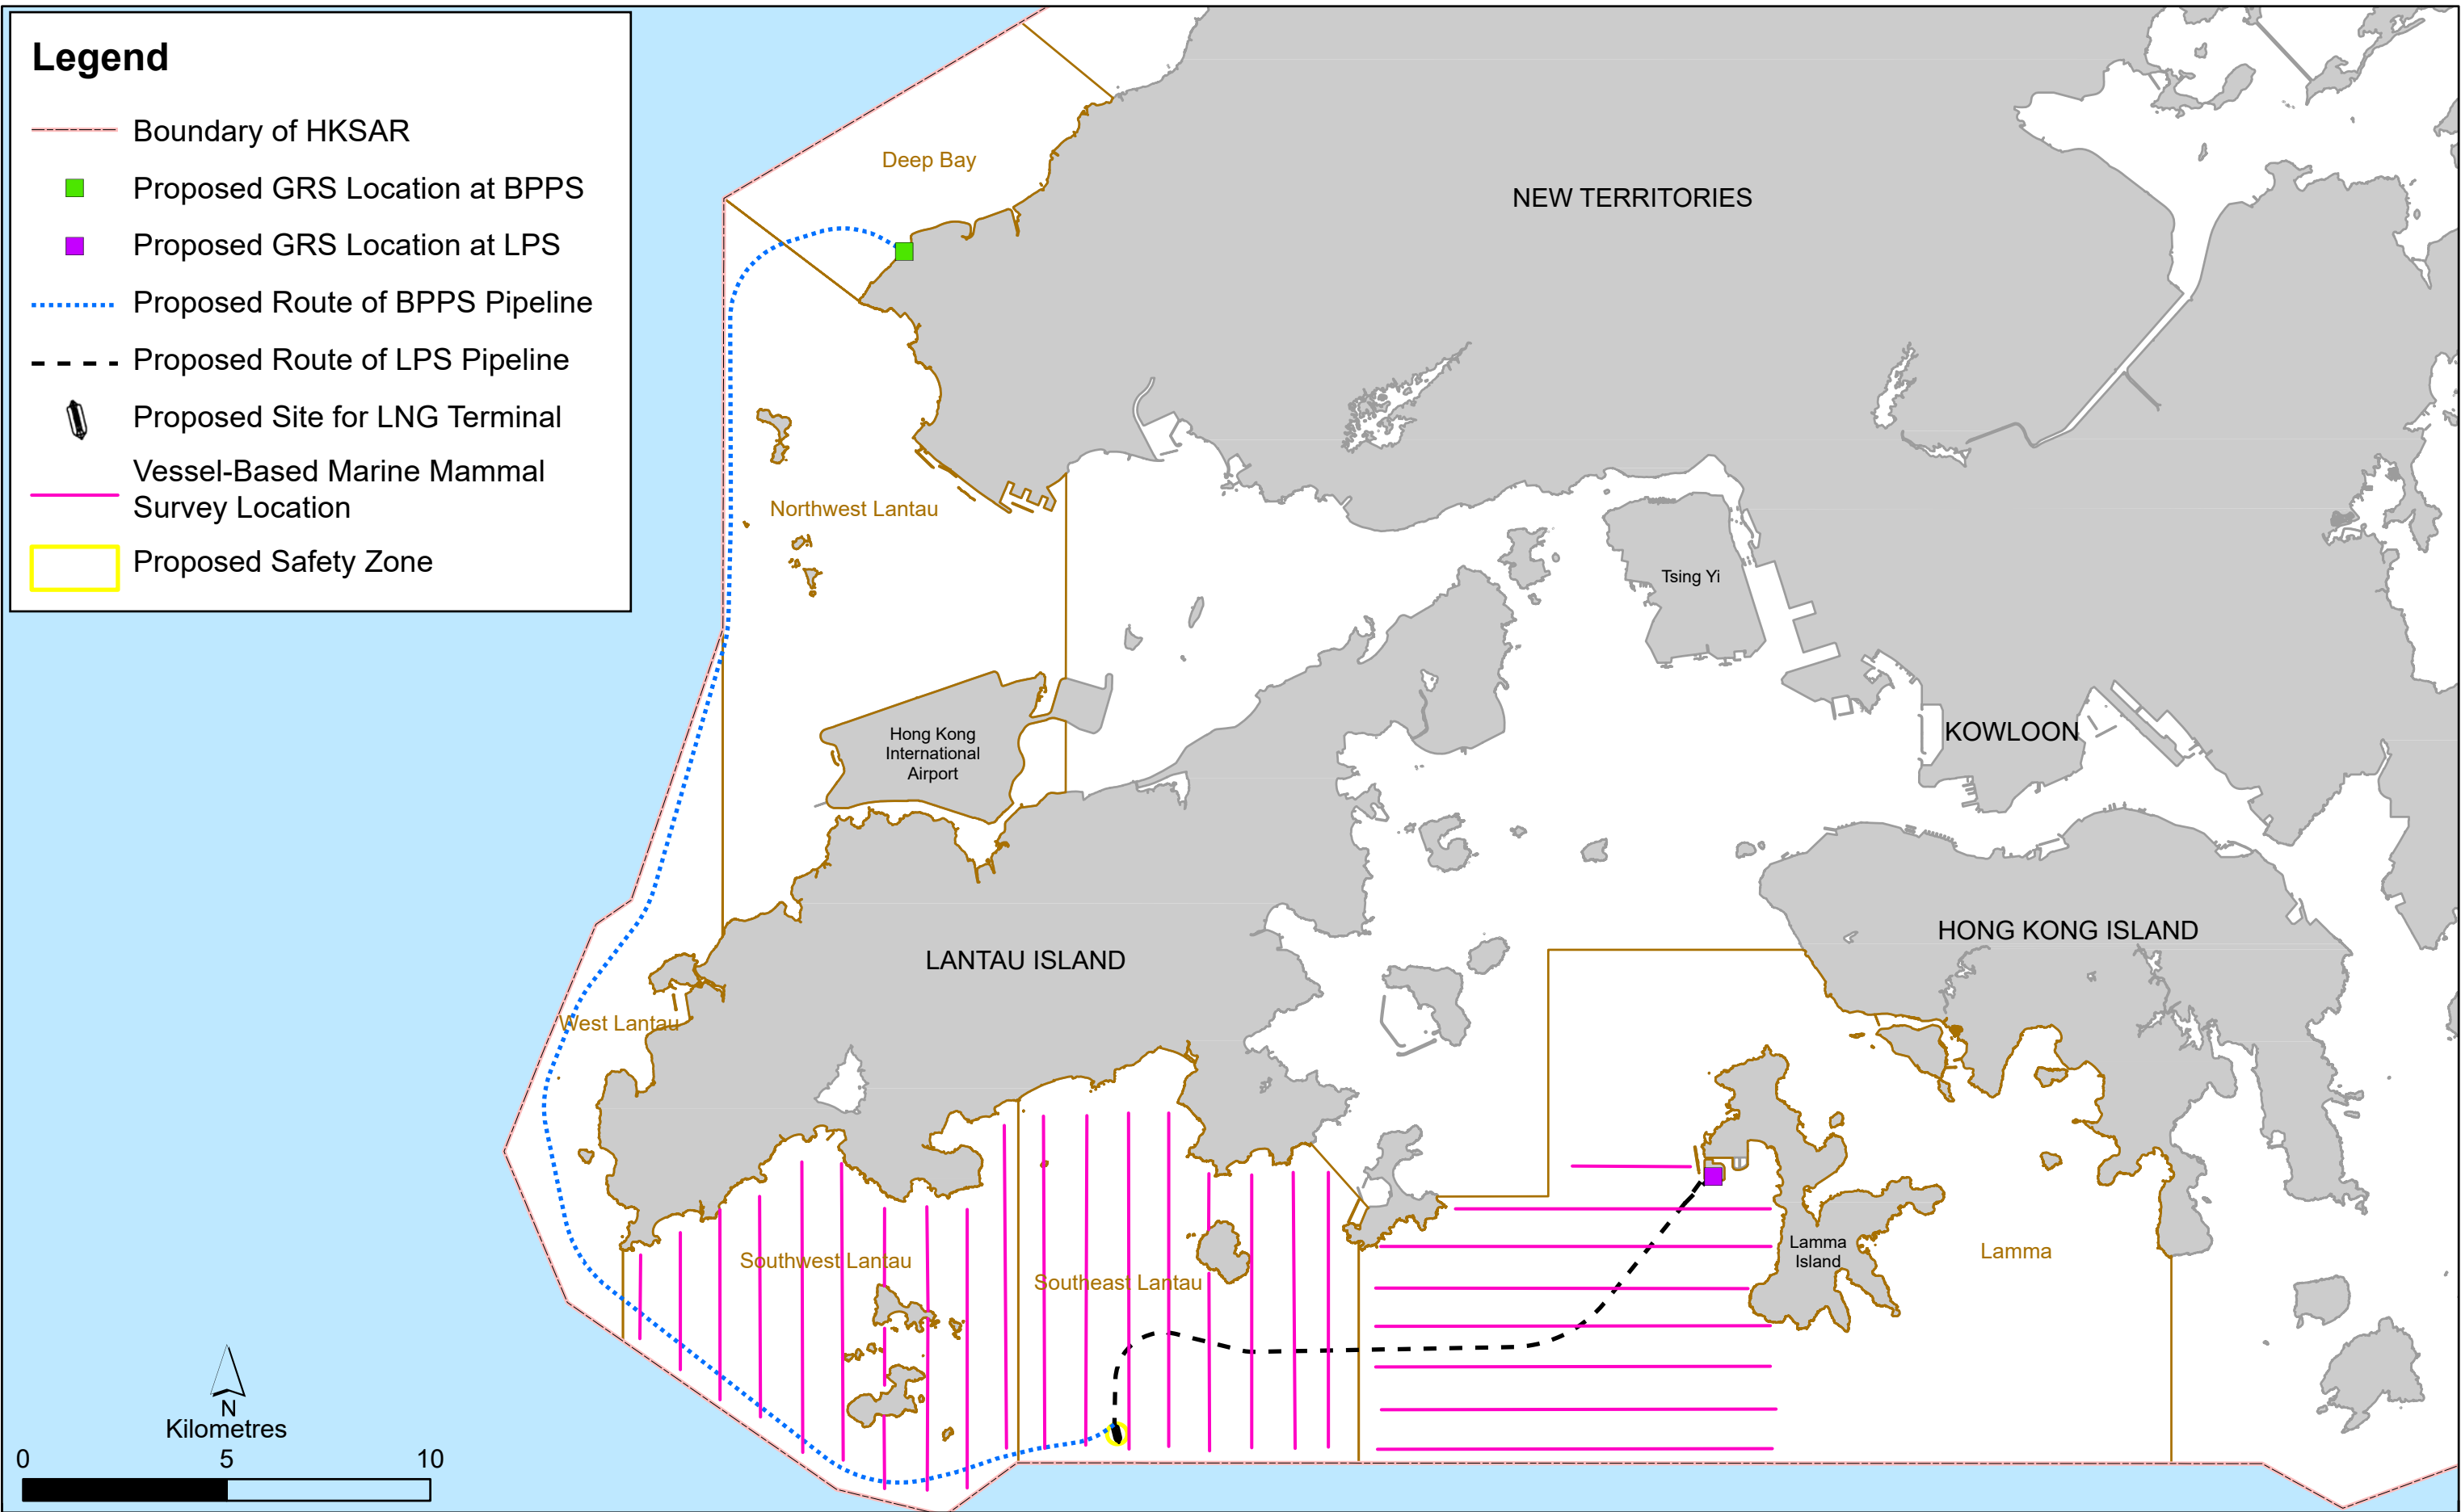 Legend
Boundary of HKSAR
Proposed GRS Location at BPPS
Proposed GRS Location at LPS
Proposed Route of BPPS Pipeline
Proposed Route of LPS Pipeline
Proposed Site for LNG Terminal
Vessel-Based Marine Mammal
Survey Location
Proposed Safety Zone
Deep Bay
NEW TERRITORIES
Northwest Lantau
Tsing Yi
Hong Kong
International
Airport
KOWLOON
HONG KONG ISLAND
LANTAU ISLAND
West Lantau
Southwest Lantau
Southeast Lantau
Lamma
Island
Lamma
N
Kilometres
0 5 10